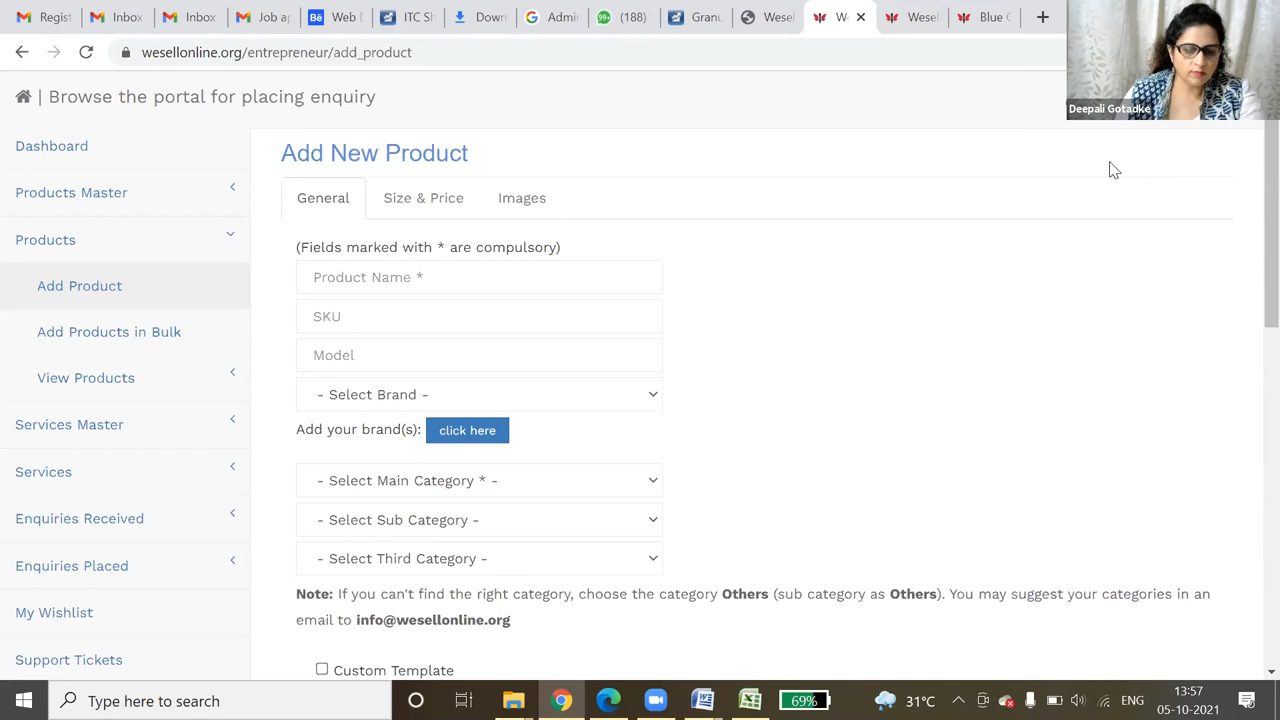 Regist
Inbox
Inbox
Job ap
Web D
ITC Sh
Down
Admi
(188)
Granu
Wesel
We
Wesel
Blue C
wesellonline.org/entrepreneur/add_product
Deepali Gotadke
| Browse the portal for placing enquiry
Dashboard
Products Master
Products
Add Product
Add Products in Bulk
View Products
Services Master
Services
Enquiries Received
Enquiries Placed
My Wishlist
Support Tickets
Add New Product
General
Size & Price
Images
(Fields marked with * are compulsory)
Product Name *
SKU
Model
- Select Brand -
Add your brand(s): click here
- Select Main Category * -
- Select Sub Category -
- Select Third Category -
Note: If you can't find the right category, choose the category Others (sub category as Others). You may suggest your categories in an
email to info@wesellonline.org
Custom Template
Type here to search
69%
31°C
ENG
13:57
05-10-2021